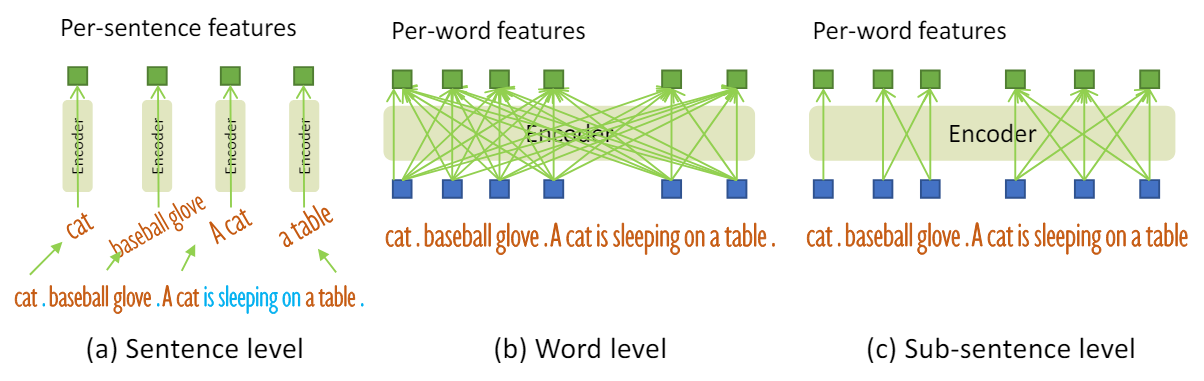 Per-sentence features
Encoder
Encoder
Encoder
Encoder
cat
baseball glove
A cat
a table
cat . baseball glove . A cat is sleeping on a table .
(a) Sentence level
Per-word features
Encoder
cat . baseball glove . A cat is sleeping on a table .
(b) Word level
Per-word features
Encoder
cat . baseball glove . A cat is sleeping on a table
(c) Sub-sentence level